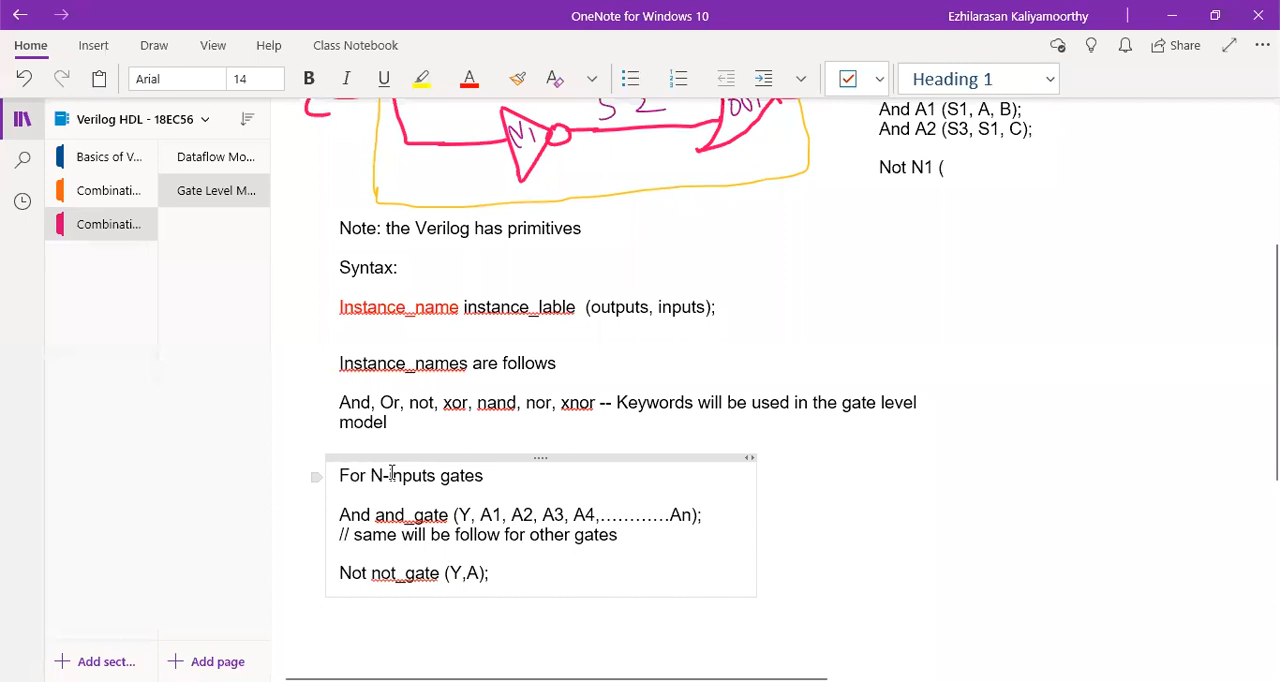 OneNote for Windows 10
Ezhilarasan Kaliyamoorthy
Home Insert Draw View Help Class Notebook
Share
Arial 14 B I U A A Heading 1
Verilog HDL - 18EC56
Basics of V...
Combinati...
Combinati...
Dataflow Mo...
Gate Level M...
C
N1
S2
OR1
And A1 (S1, A, B);
And A2 (S3, S1, C);
Not N1 (
Note: the Verilog has primitives
Syntax:
Instance_name instance_lable (outputs, inputs);
Instance_names are follows
And, Or, not, xor, nand, nor, xnor -- Keywords will be used in the gate level
model
For N-inputs gates
And and_gate (Y, A1, A2, A3, A4,…………An);
// same will be follow for other gates
Not not_gate (Y,A);
Add sect...
Add page